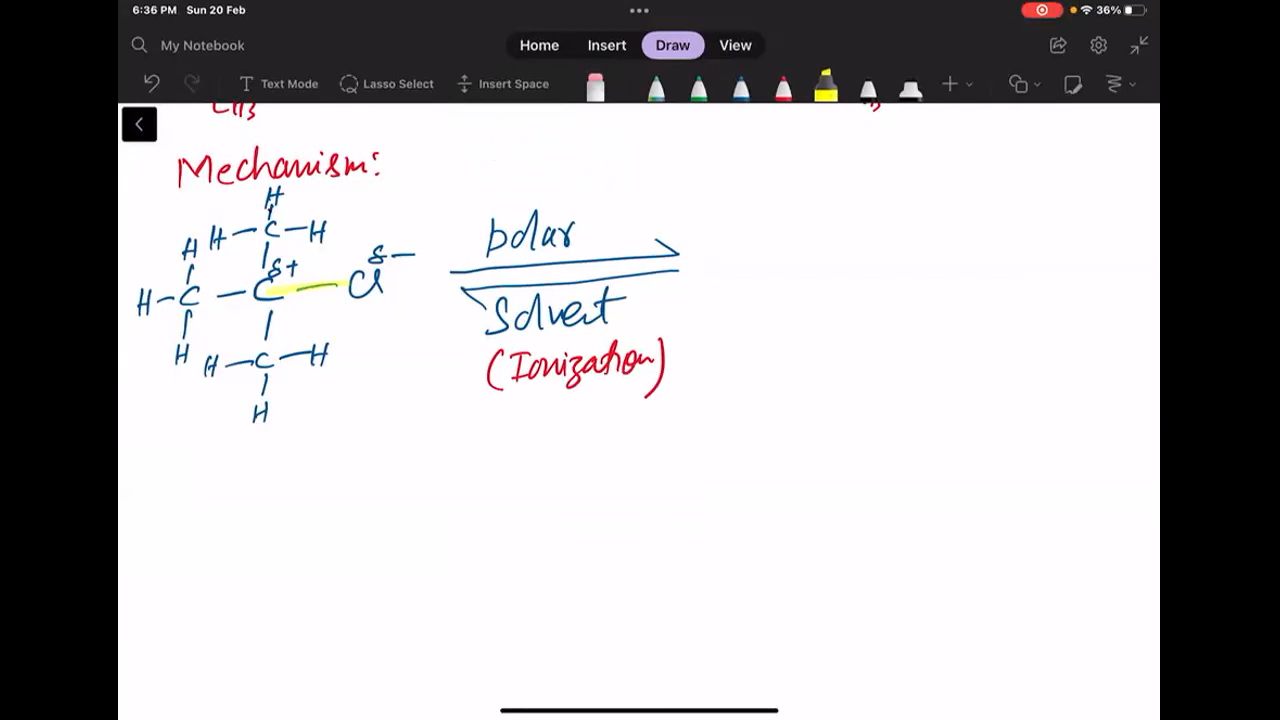 6:36 PM Sun 20 Feb
36%
My Notebook
Home Insert Draw View
Text Mode Lasso Select Insert Space
CH3
Mechanism:
H
H-C-H
H δ+ δ-
H-C-C-Cl
H
H-C-H
H
polar
solvent
(Ionization)